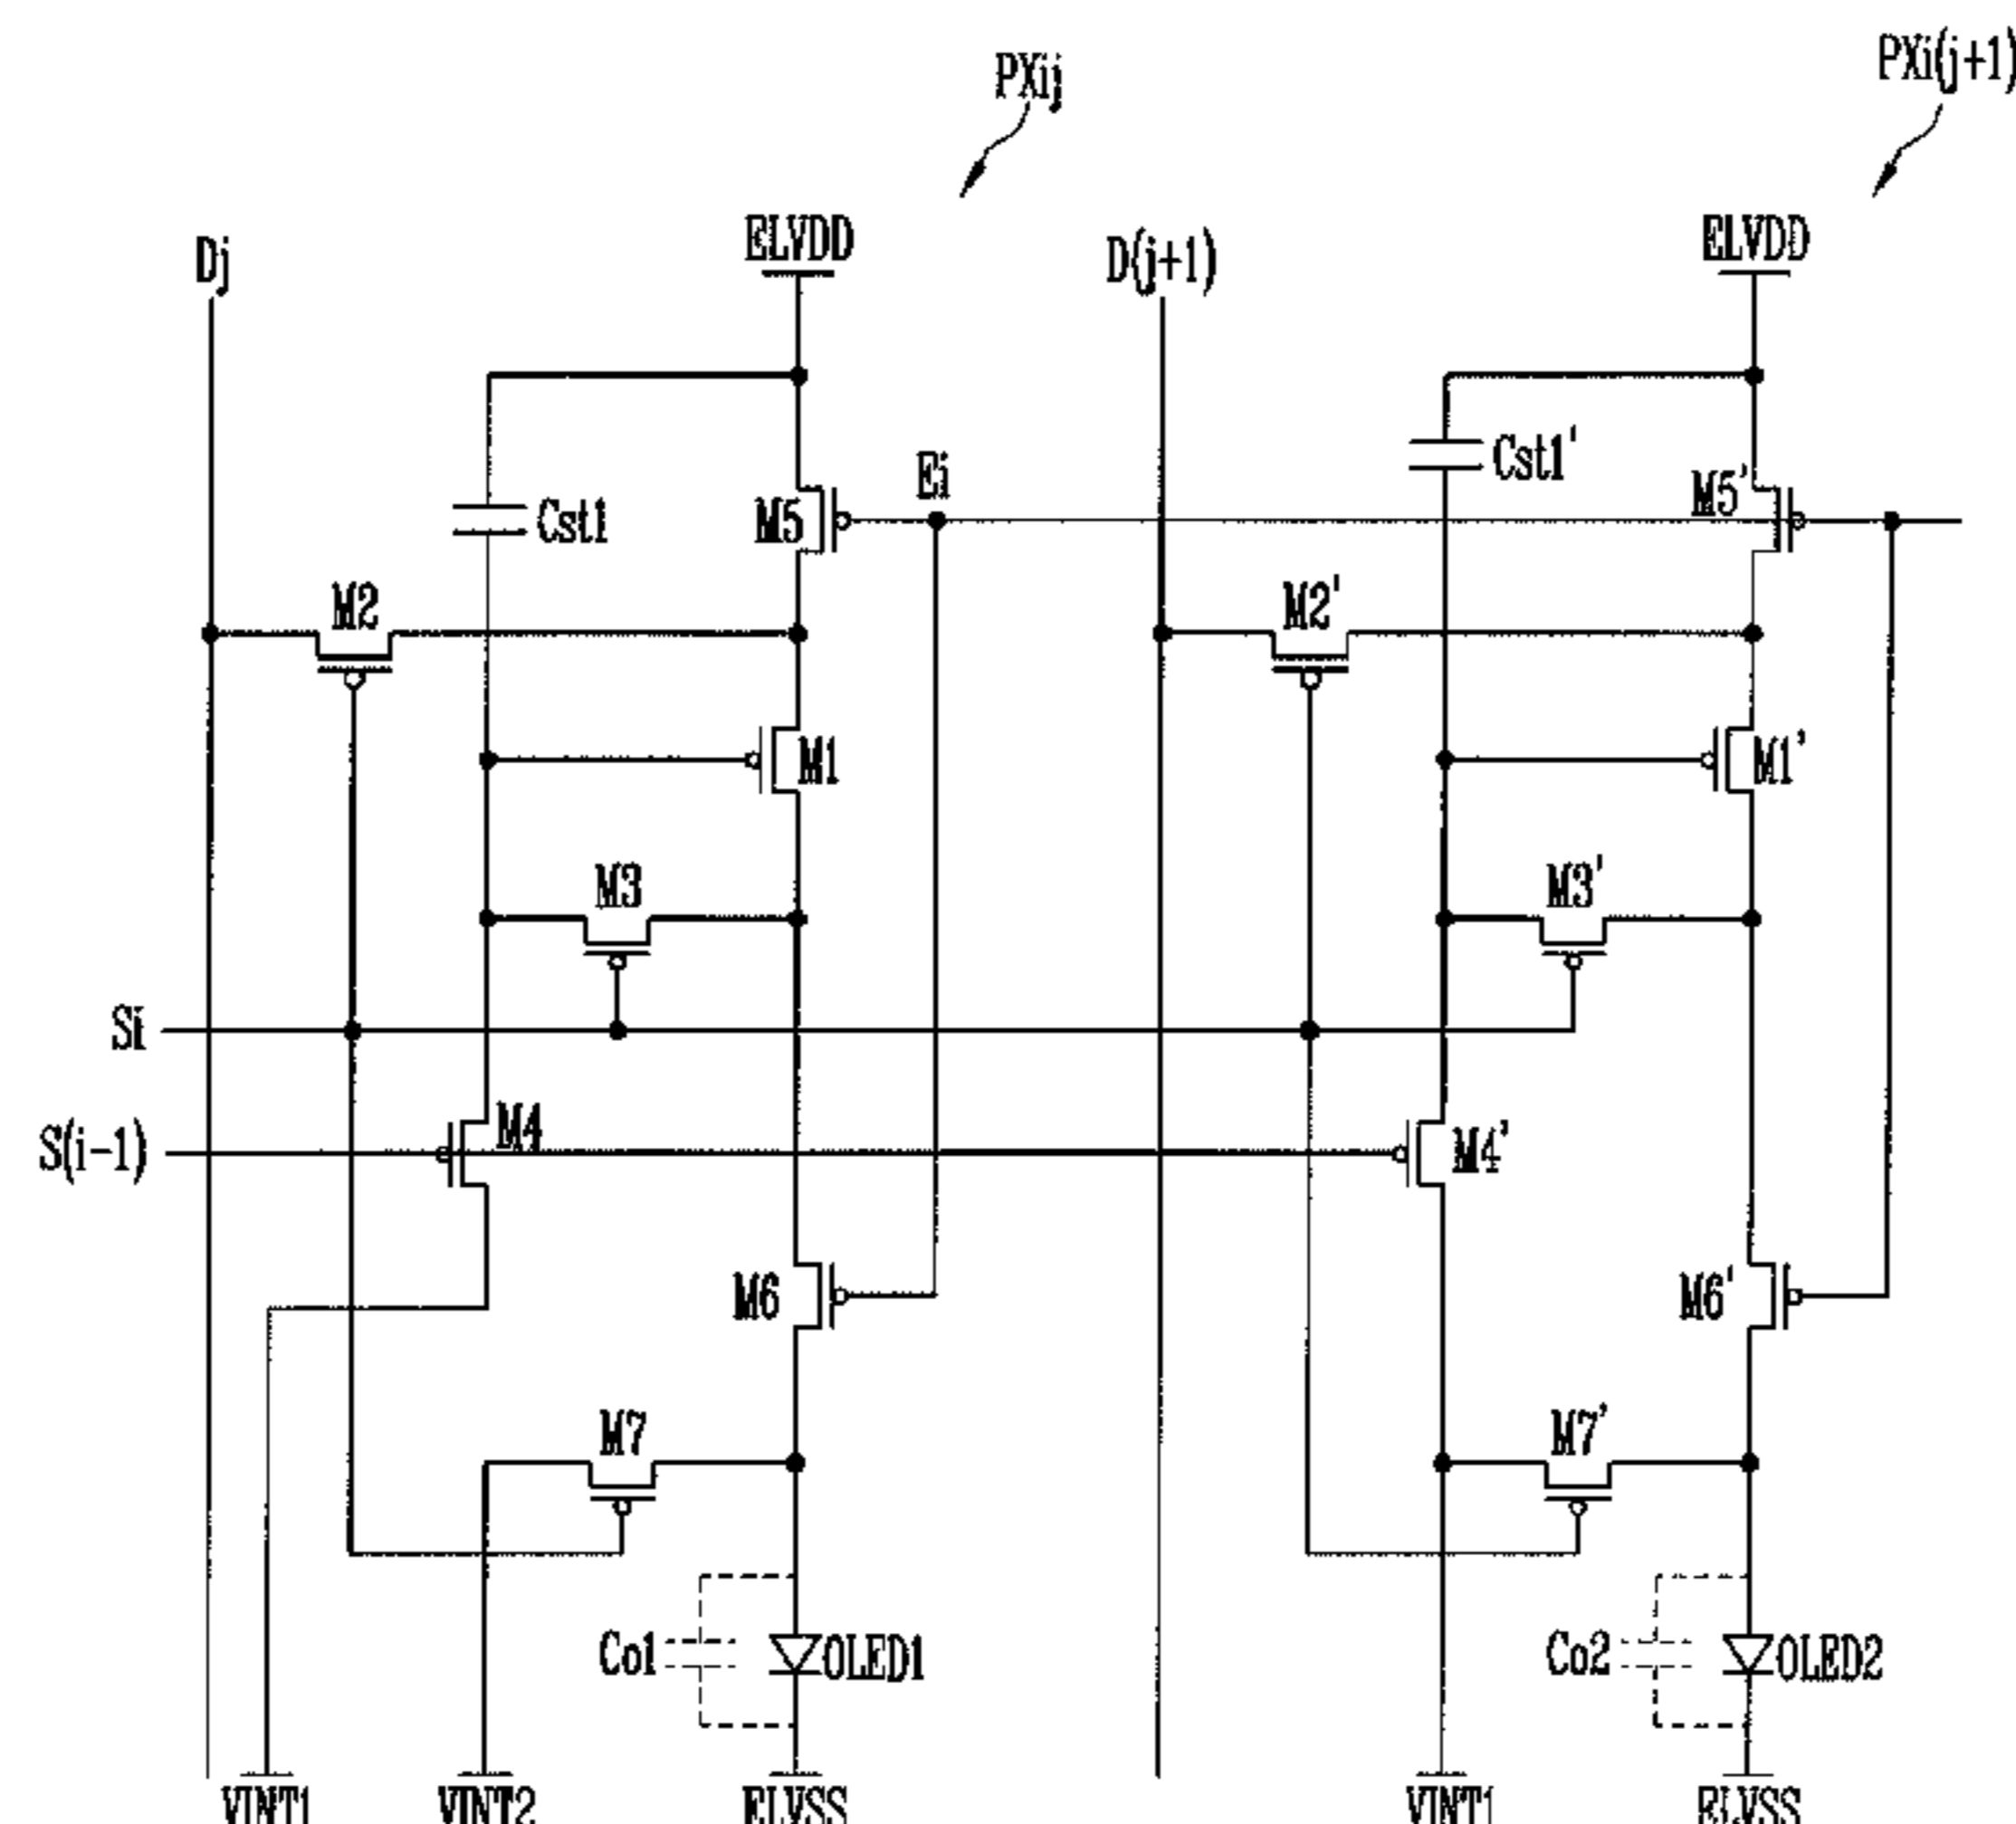 PXij
PXi(j+1)
Dj
ELVDD
D(j+1)
ELVDD
Cst1
M5
Ei
Cst1'
M5'
M2
M2'
M1
M1'
M3
M3'
Si
S(i-1)
M4
M4'
M6
M6'
M7
M7'
Co1
OLED1
Co2
OLED2
VINT1
VINT2
ELVSS
VINT1
ELVSS